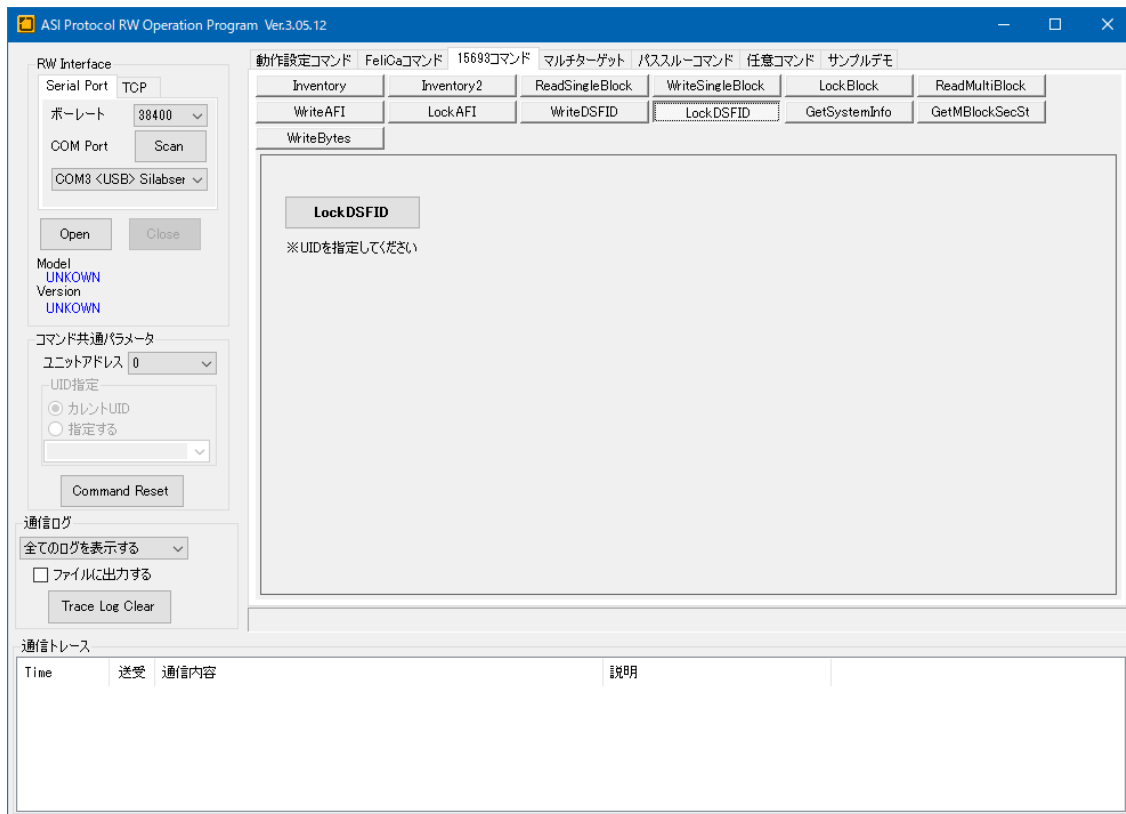 ASI Protocol RW Operation Program Ver.3.05.12
RW Interface
Serial Port TCP
ボーレート 38400
COM Port Scan
COM3 <USB> Silabser
Open Close
Model
UNKOWN
Version
UNKOWN
コマンド共通パラメータ
ユニットアドレス 0
UID指定
カレントUID
指定する
Command Reset
通信ログ
全てのログを表示する
ファイルに出力する
Trace Log Clear
動作設定コマンド FeliCaコマンド 15693コマンド マルチターゲット パススルーコマンド 任意コマンド サンプルデモ
Inventory Inventory2 ReadSingleBlock WriteSingleBlock LockBlock ReadMultiBlock
WriteAFI LockAFI WriteDSFID LockDSFID GetSystemInfo GetMBlockSecSt
WriteBytes
LockDSFID
※UIDを指定してください
通信トレース
Time 送受 通信内容 説明